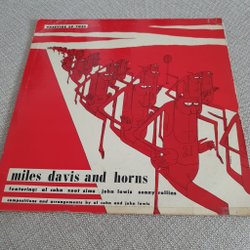 miles davis and horns
featuring: al cohn zoot sims john lewis sonny rollins
compositions and arrangements by al cohn and john lewis